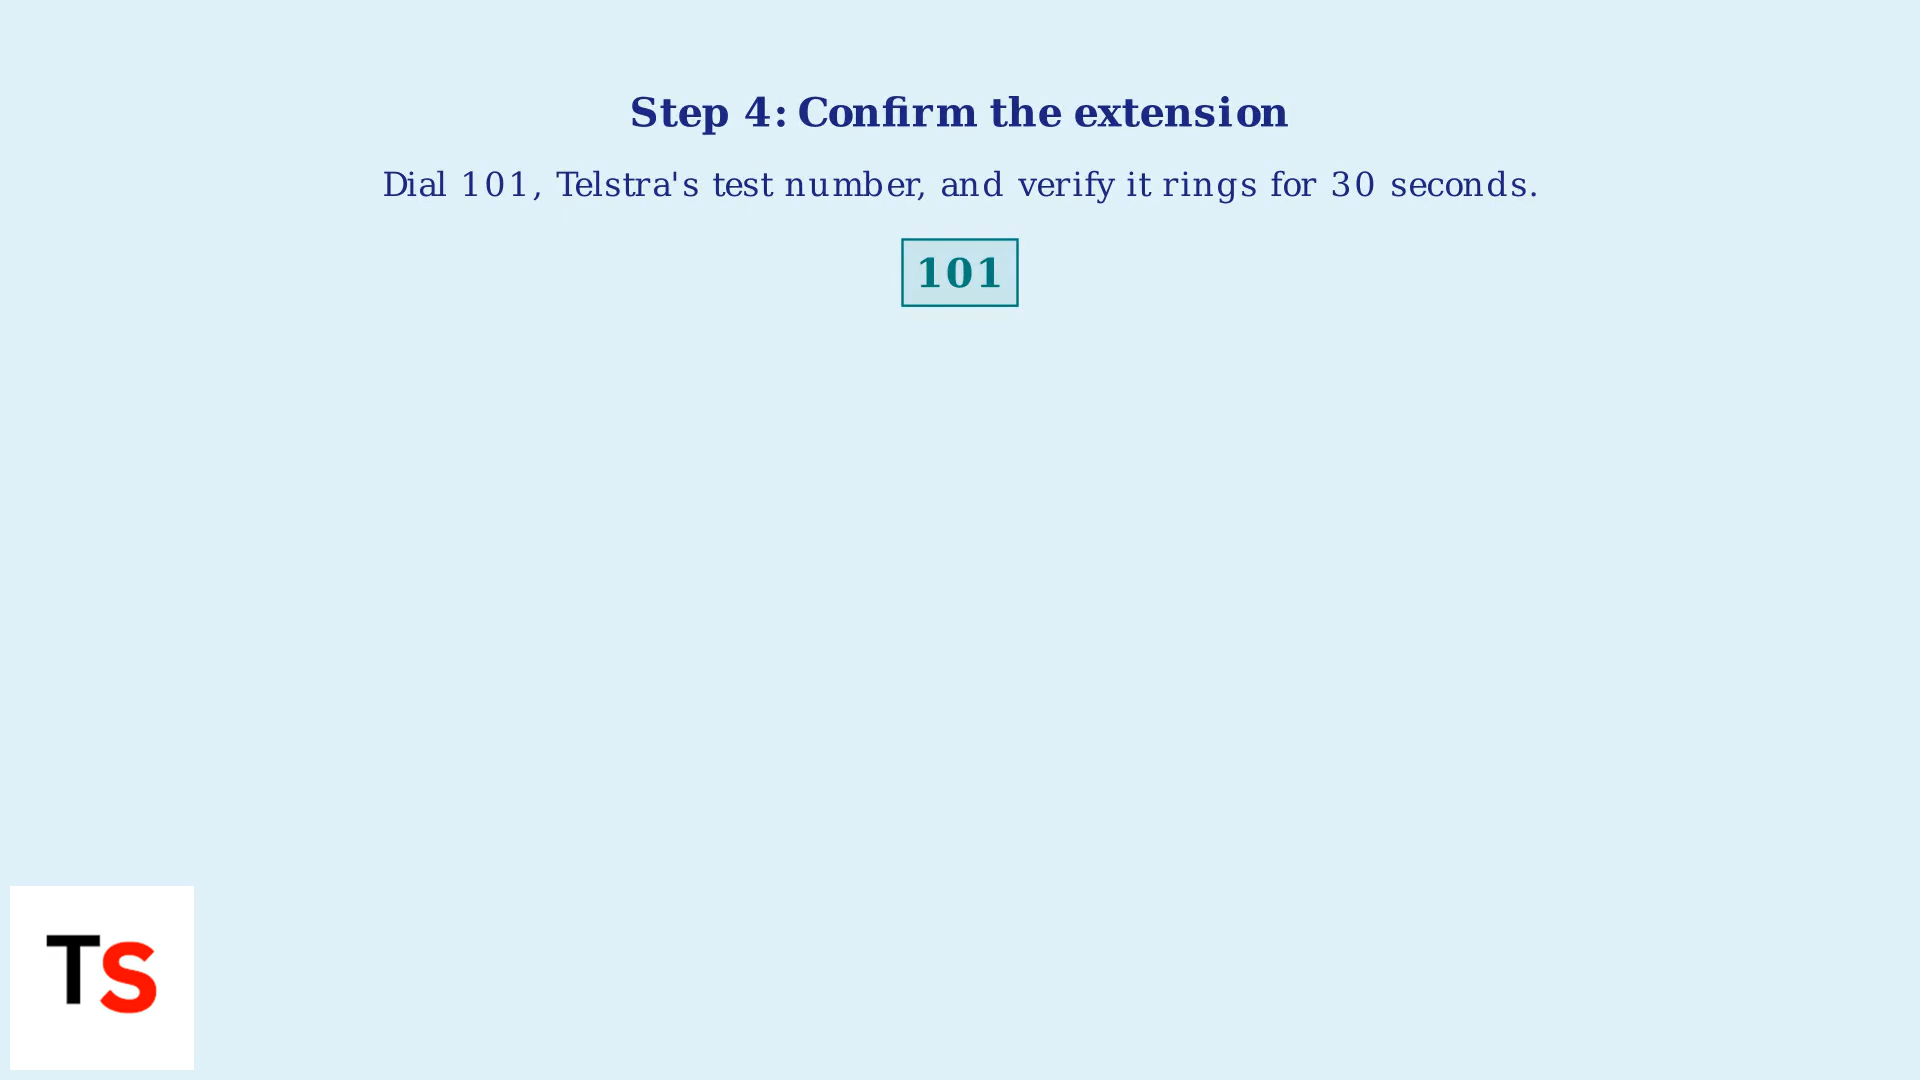 Step 4: Confirm the extension
Dial 101, Telstra's test number, and verify it rings for 30 seconds.
101
TS